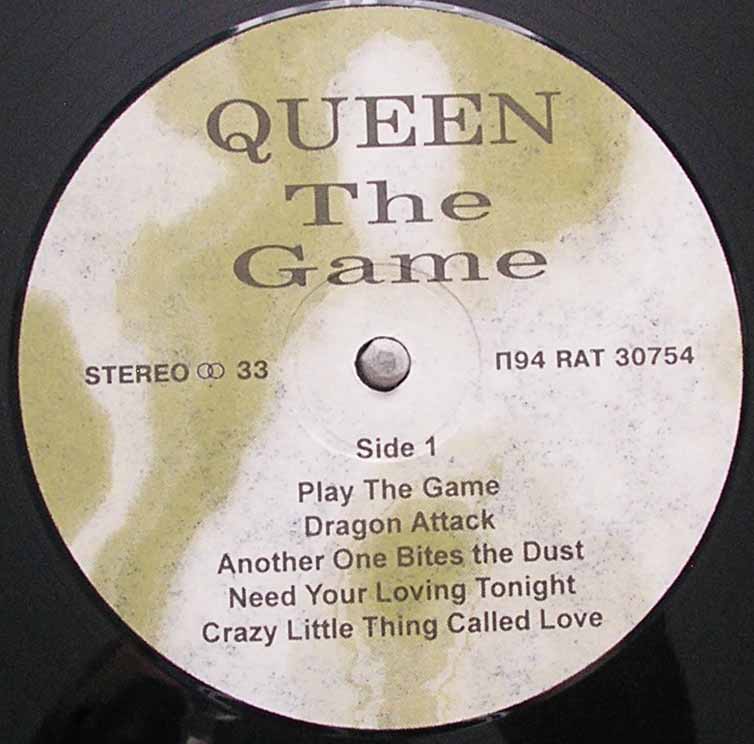 QUEEN
The
Game
STEREO 33
П94 RAT 30754
Side 1
Play The Game
Dragon Attack
Another One Bites the Dust
Need Your Loving Tonight
Crazy Little Thing Called Love